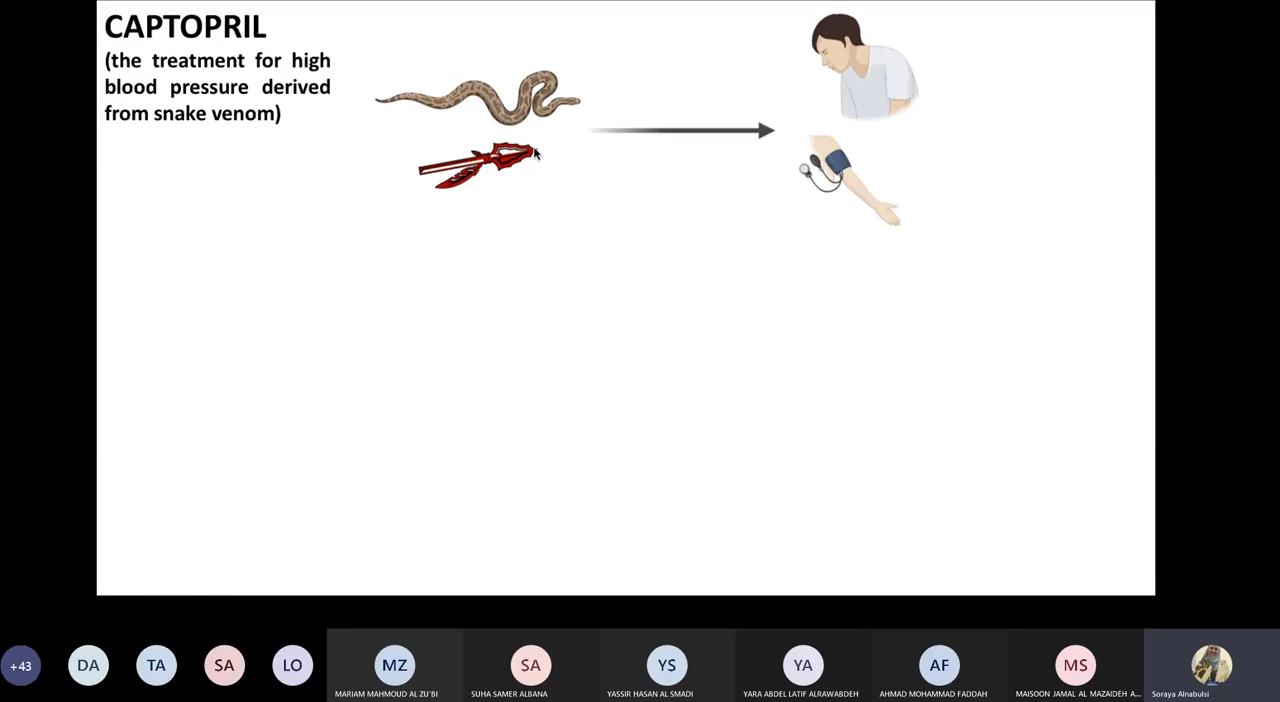 CAPTOPRIL
(the treatment for high
blood pressure derived
from snake venom)
+43
DA
TA
SA
LO
MZ
SA
YS
YA
AF
MS
MARIAM MAHMOUD AL ZU'BI
SUHA SAMER ALBANA
YASSIR HASAN AL SMADI
YARA ABDEL LATIF ALRAWABDEH
AHMAD MOHAMMAD FADDAH
MAISOON JAMAL AL MAZAIDEH A...
Soraya Alnabulsi